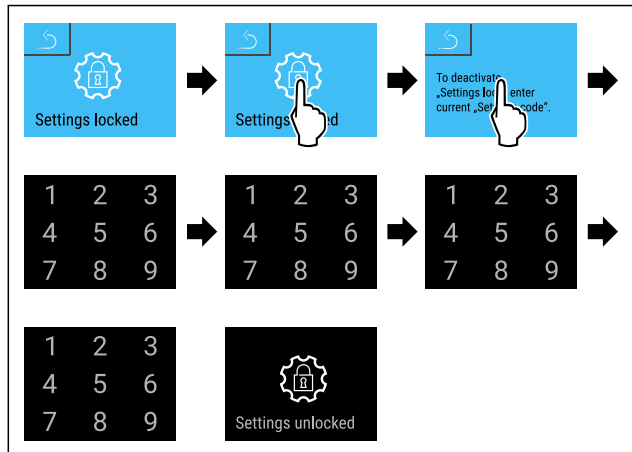 Settings locked
Settings
To deactivate
„Settings enter
current code“.
1 2 3
4 5 6
7 8 9
1 2 3
4 5 6
7 8 9
1 2 3
4 5 6
7 8 9
1 2 3
4 5 6
7 8 9
Settings unlocked